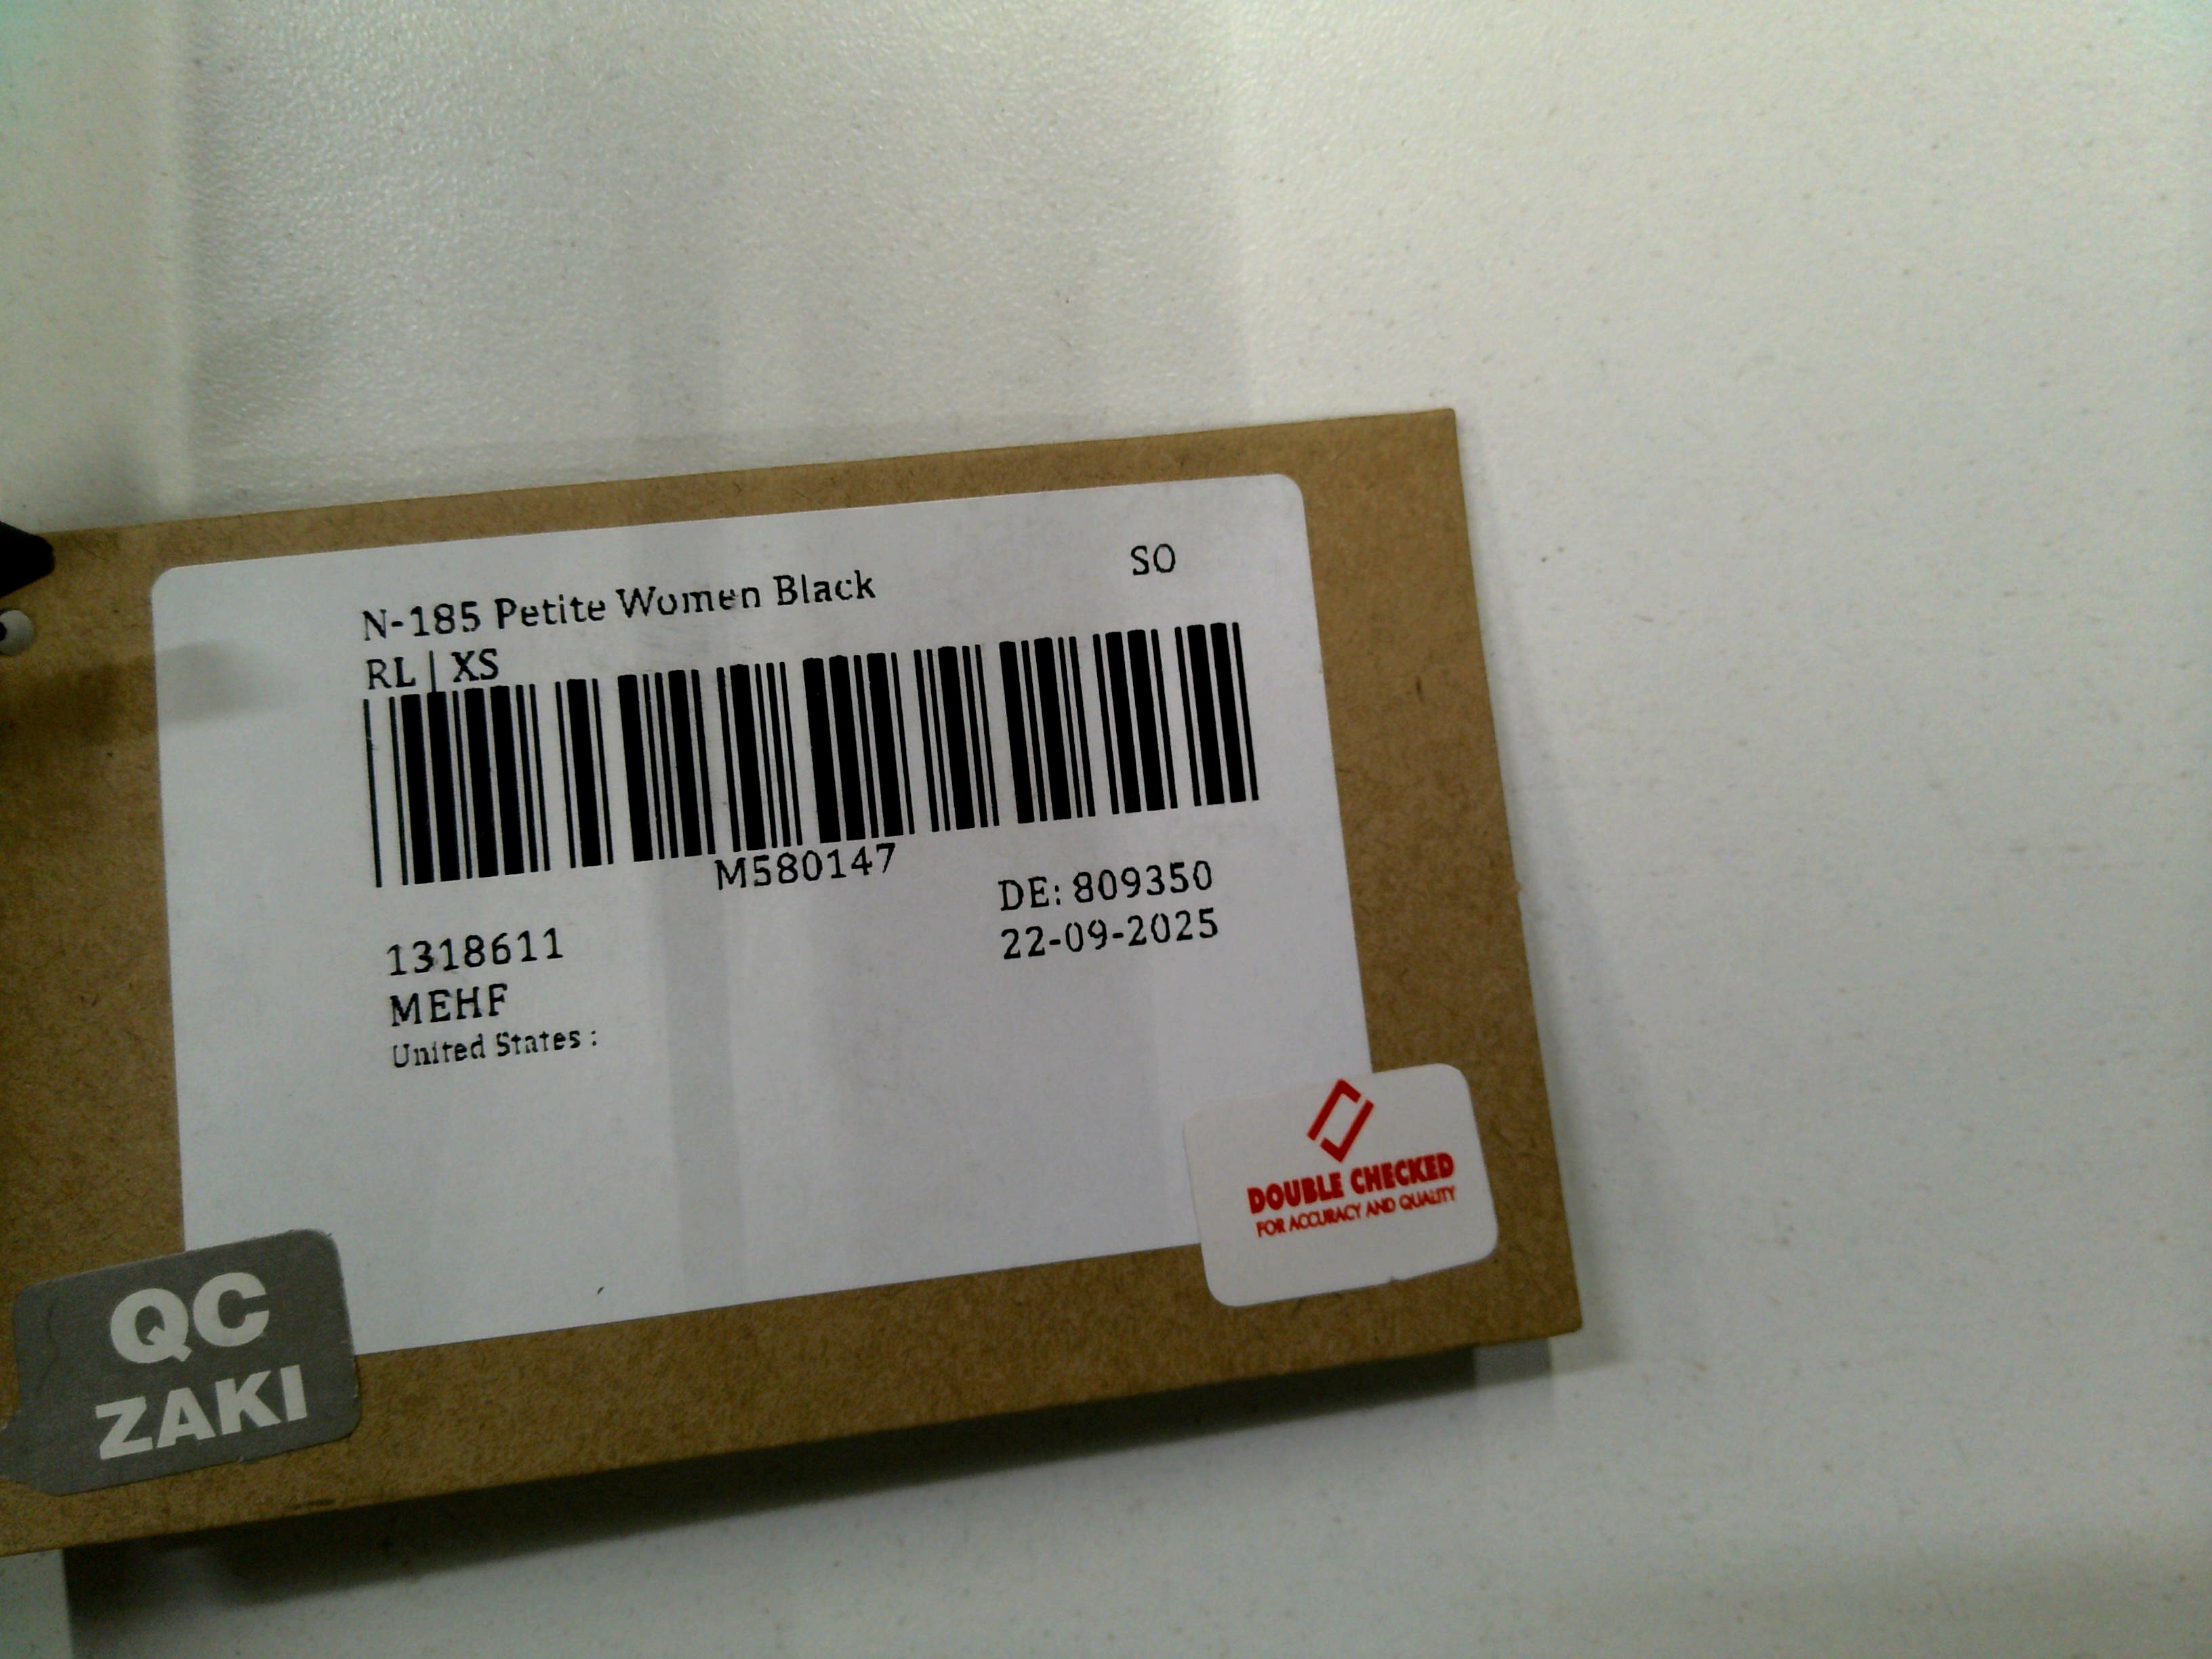 N-185 Petite Women Black
SO
RL | XS
M580147
DE: 809350
22-09-2025
1318611
MEHF
United States :
DOUBLE CHECKED
FOR ACCURACY AND QUALITY
QC
ZAKI